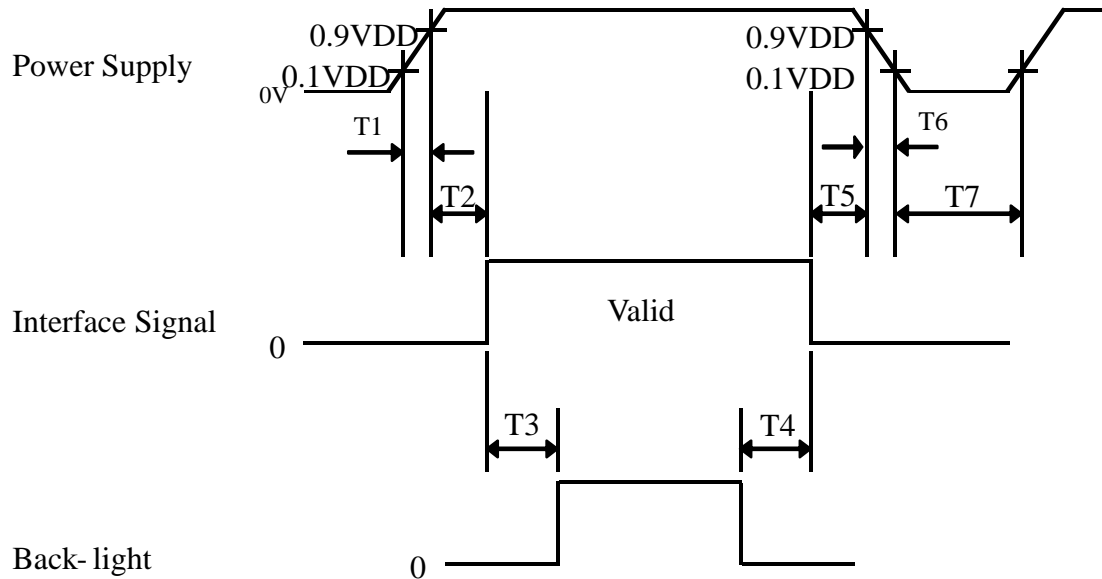 0.9VDD
0.9VDD
Power Supply
0.1VDD
0.1VDD
0V
T1
T6
T2
T5
T7
Valid
Interface Signal
0
T3
T4
Back- light
0